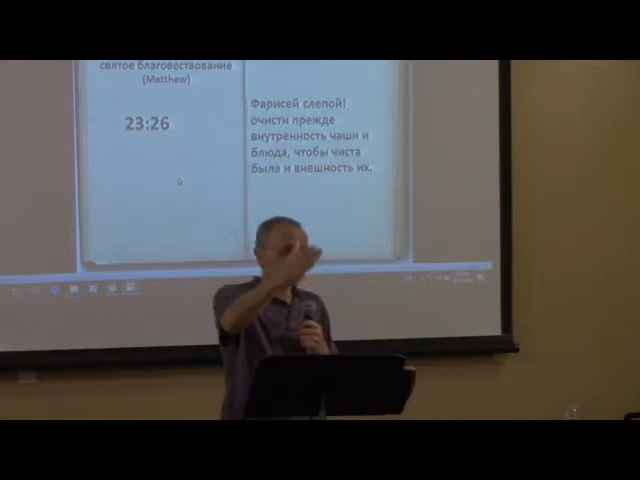 святое благовествование
(Matthew)
23:26
Фарисей слепой!
очисти прежде
внутренность чаши и
блюда, чтобы чиста
была и внешность их.